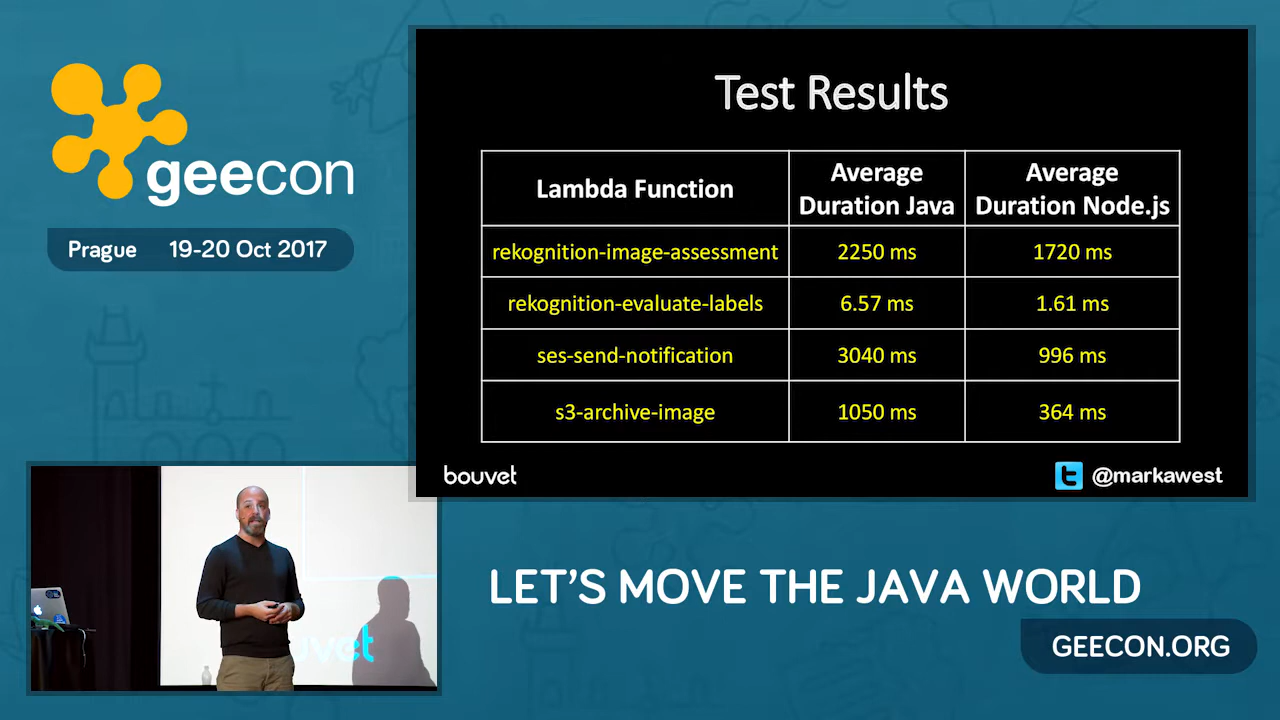 geecon
Prague 19-20 Oct 2017
Test Results
Lambda Function
Average
Duration Java
Average
Duration Node.js
rekognition-image-assessment 2250 ms 1720 ms
rekognition-evaluate-labels 6.57 ms 1.61 ms
ses-send-notification 3040 ms 996 ms
s3-archive-image 1050 ms 364 ms
bouvet
@markawest
LET'S MOVE THE JAVA WORLD
GEECON.ORG